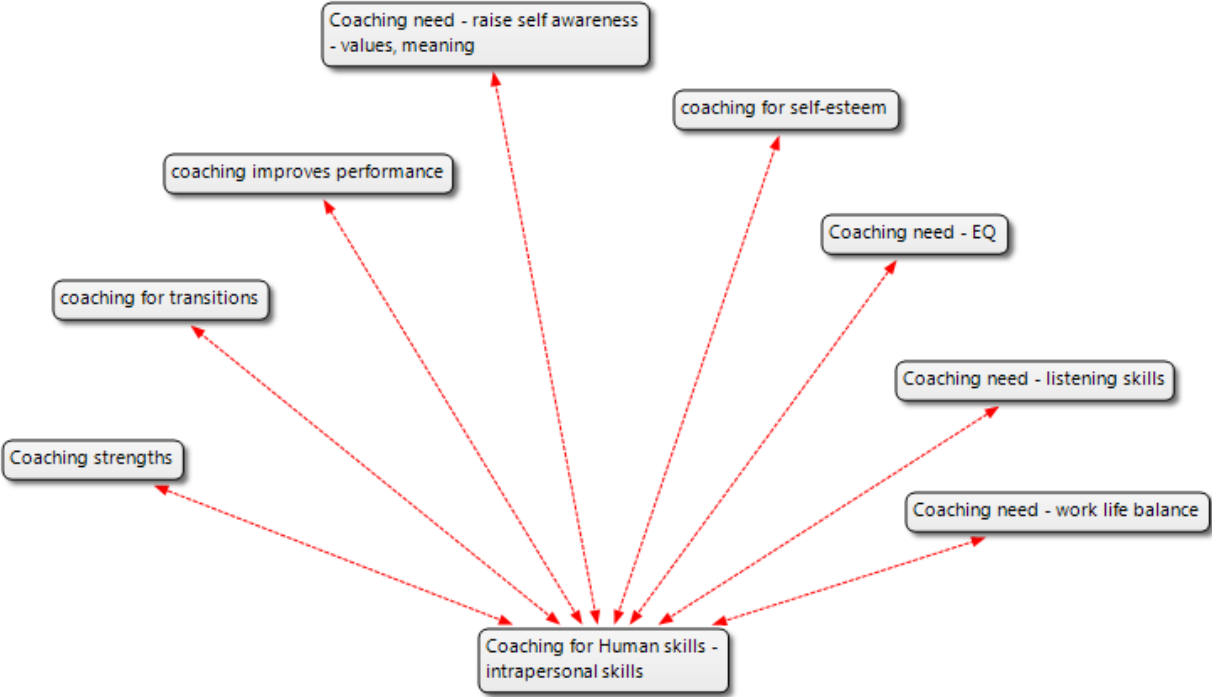 Coaching need - raise self awareness
- values, meaning
coaching for self-esteem
coaching improves performance
Coaching need - EQ
coaching for transitions
Coaching need - listening skills
Coaching strengths
Coaching need - work life balance
Coaching for Human skills -
intrapersonal skills